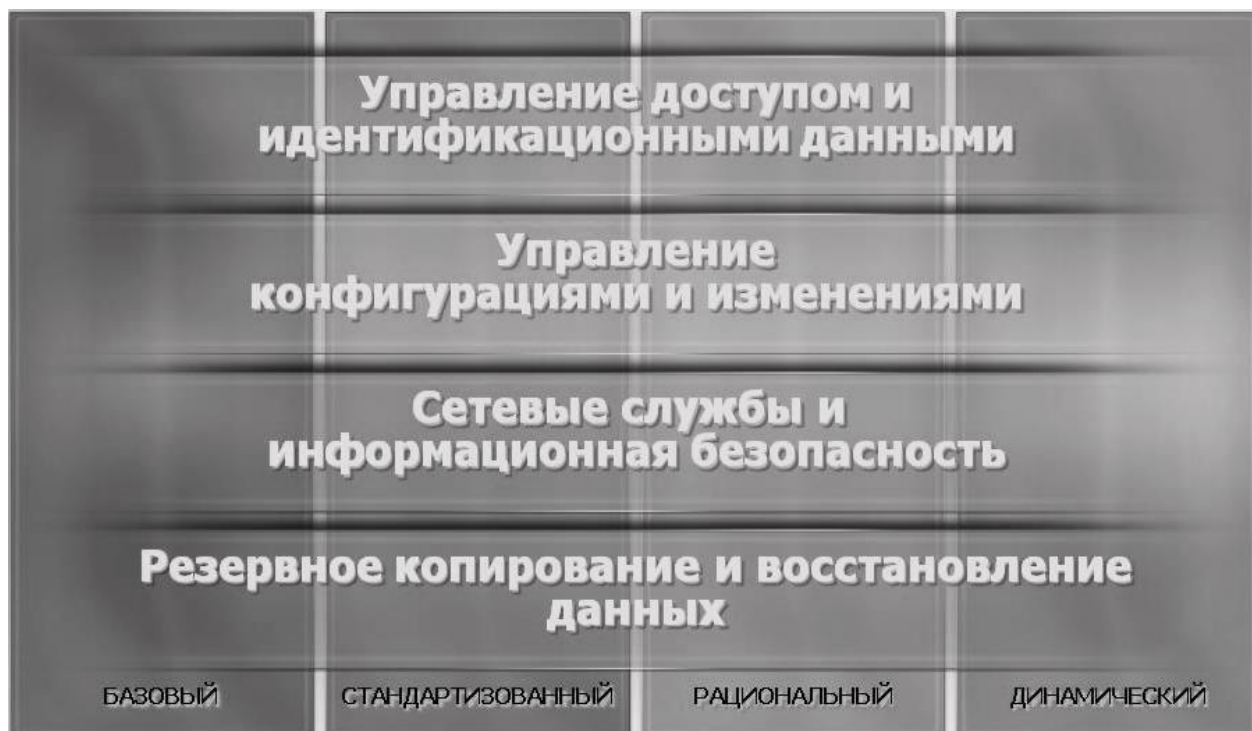 Управление доступом и
идентификационными данными
Управление
конфигурациями и изменениями
Сетевые службы и
информационная безопасность
Резервное копирование и восстановление
данных
БАЗОВЫЙ СТАНДАРТИЗОВАННЫЙ РАЦИОНАЛЬНЫЙ ДИНАМИЧЕСКИЙ